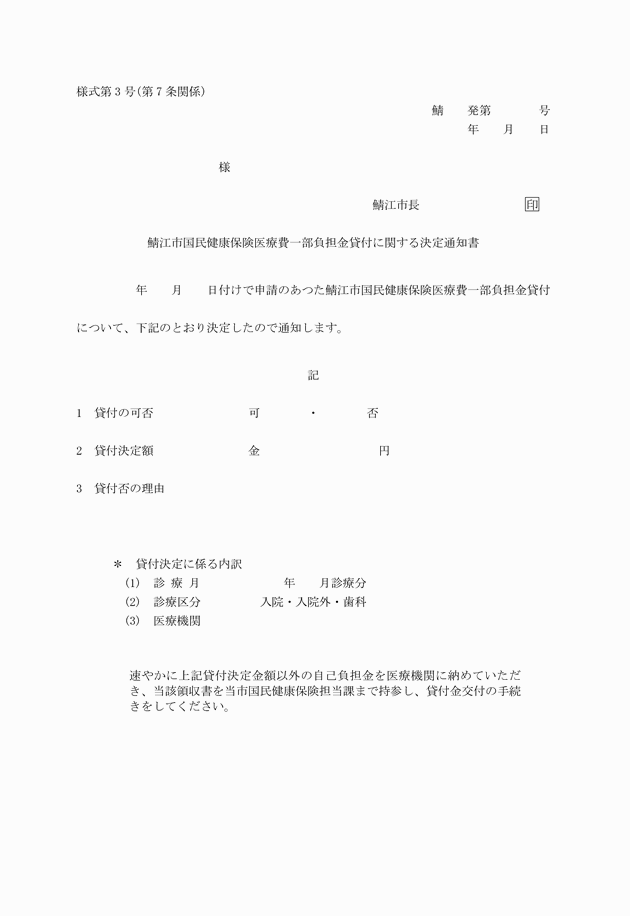 様式第3号(第7条関係)
鯖　　発第　　　　号
年　　月　　日
様
鯖江市長　　　　　　　　　印
鯖江市国民健康保険医療費一部負担金貸付に関する決定通知書
年　　月　　日付けで申請のあつた鯖江市国民健康保険医療費一部負担金貸付
について、下記のとおり決定したので通知します。
記
1　貸付の可否　　　　　　　　可　　　　・　　　　否
2　貸付決定額　　　　　　　　金　　　　　　　　　　円
3　貸付否の理由
＊　貸付決定に係る内訳
(1)　診 療 月　　　　　　　年　　月診療分
(2)　診療区分　　　　　入院・入院外・歯科
(3)　医療機関
速やかに上記貸付決定金額以外の自己負担金を医療機関に納めていただ
き、当該領収書を当市国民健康保険担当課まで持参し、貸付金交付の手続
きをしてください。